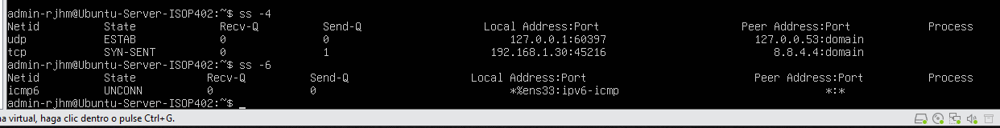 admin-rjhm@Ubuntu-Server-ISOP402:~$ ss -4
Netid State Recv-Q Send-Q Local Address:Port Peer Address:Port Process
udp ESTAB 0 0 127.0.0.1:60397 127.0.0.53:domain
tcp SYN-SENT 0 1 192.168.1.30:45216 8.8.4.4:domain
admin-rjhm@Ubuntu-Server-ISOP402:~$ ss -6
Netid State Recv-Q Send-Q Local Address:Port Peer Address:Port Process
icmp6 UNCONN 0 0 *%ens33:ipv6-icmp *:*
admin-rjhm@Ubuntu-Server-ISOP402:~$ _
na virtual, haga clic dentro o pulse Ctrl+G.